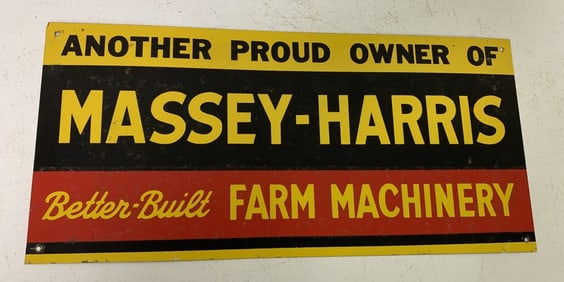 ANOTHER PROUD OWNER OF
MASSEY-HARRIS
Better-Built FARM MACHINERY